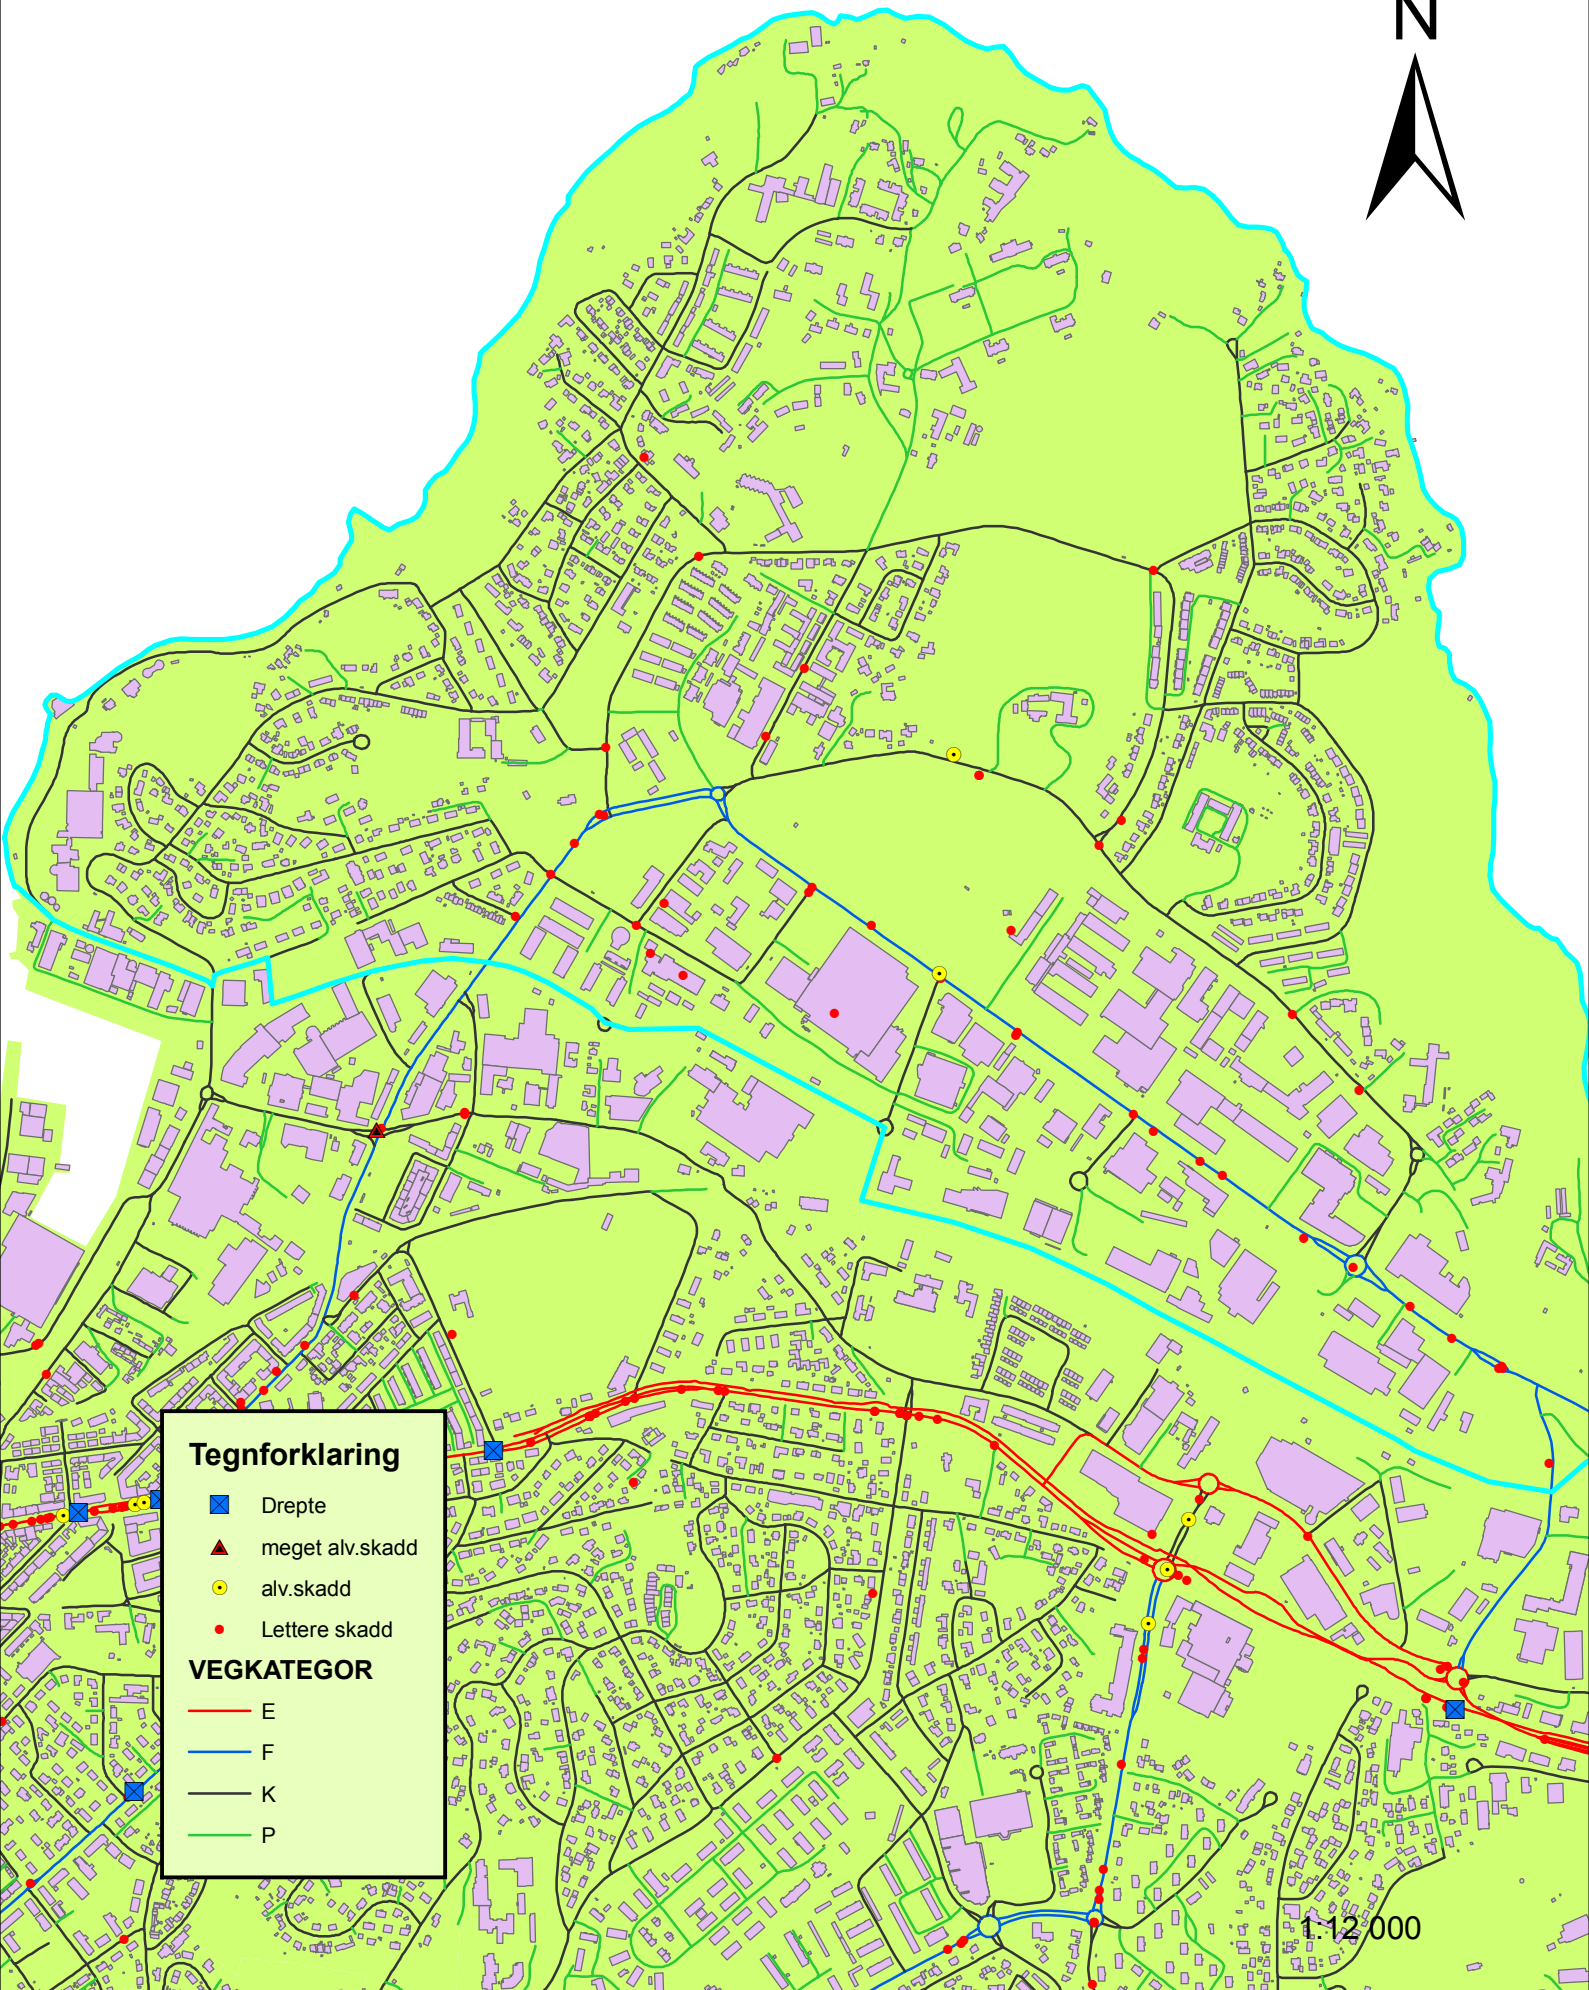 N
Tegnforklaring
Drepte
meget alv.skadd
alv.skadd
Lettere skadd
VEGKATEGOR
E
F
K
P
1:12 000